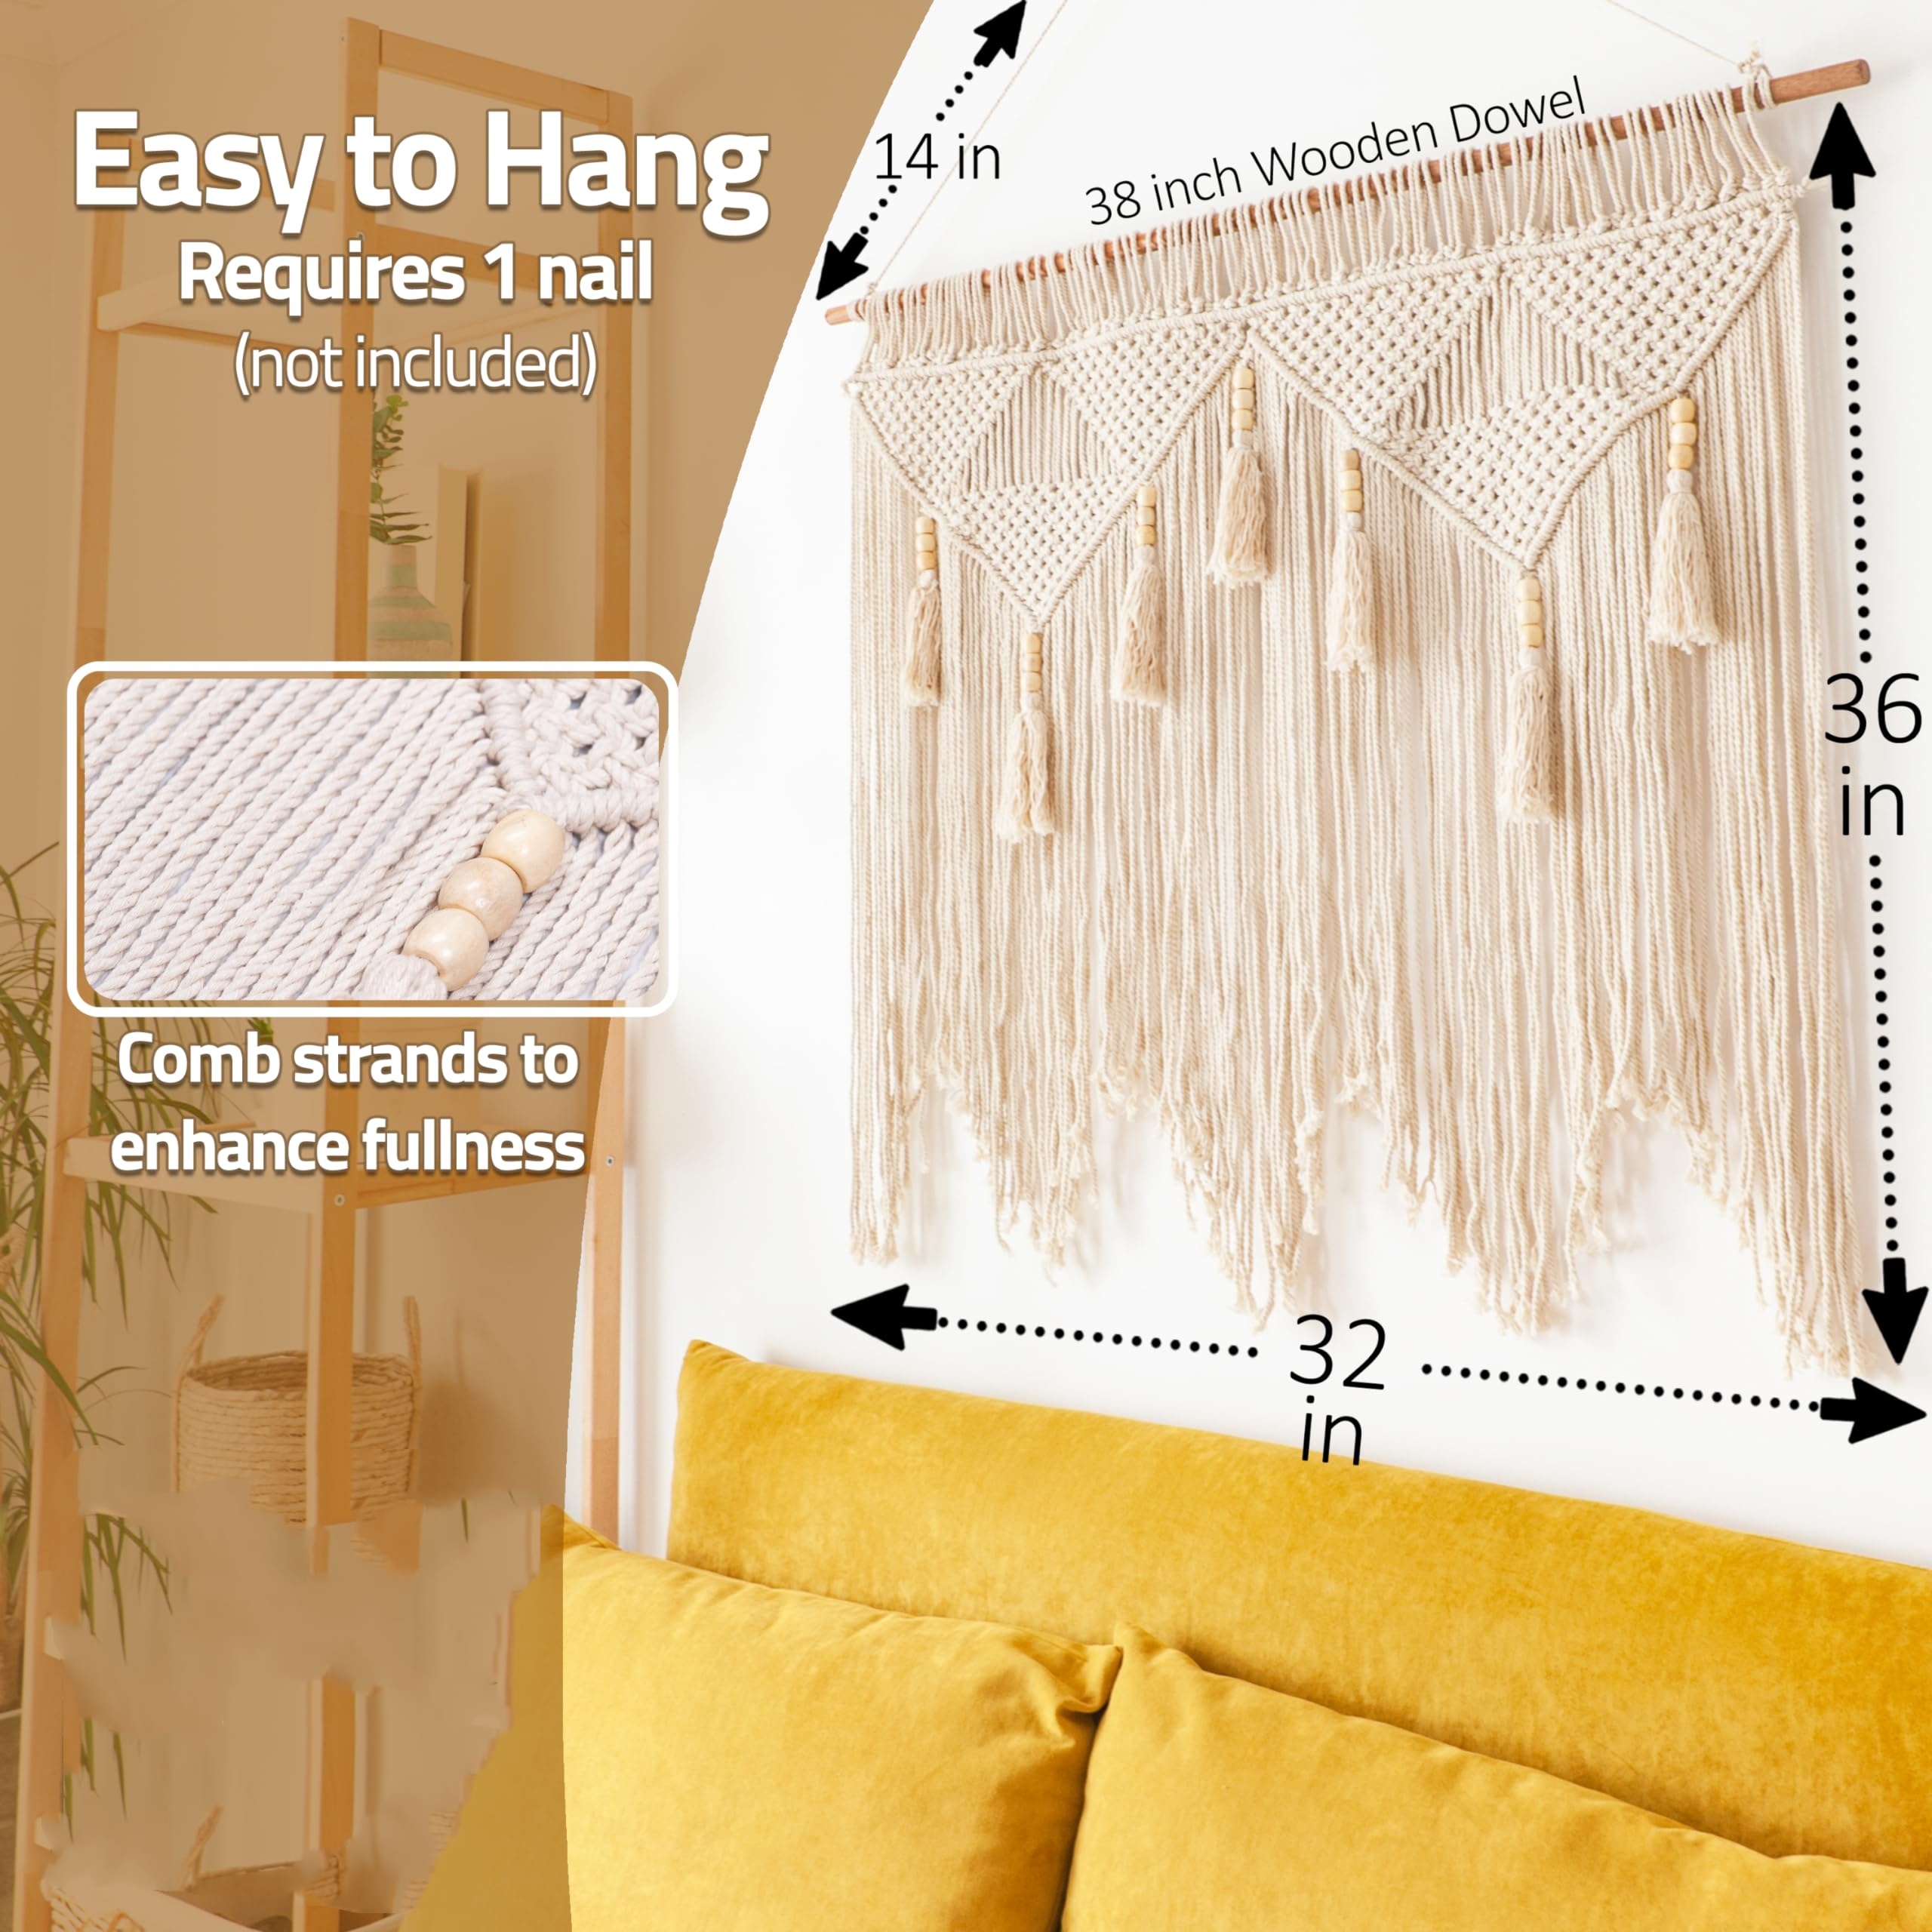 Easy to Hang
Requires 1 nail
(not included)
14 in
38 inch Wooden Dowel
36
in
Comb strands to
enhance fullness
32
in